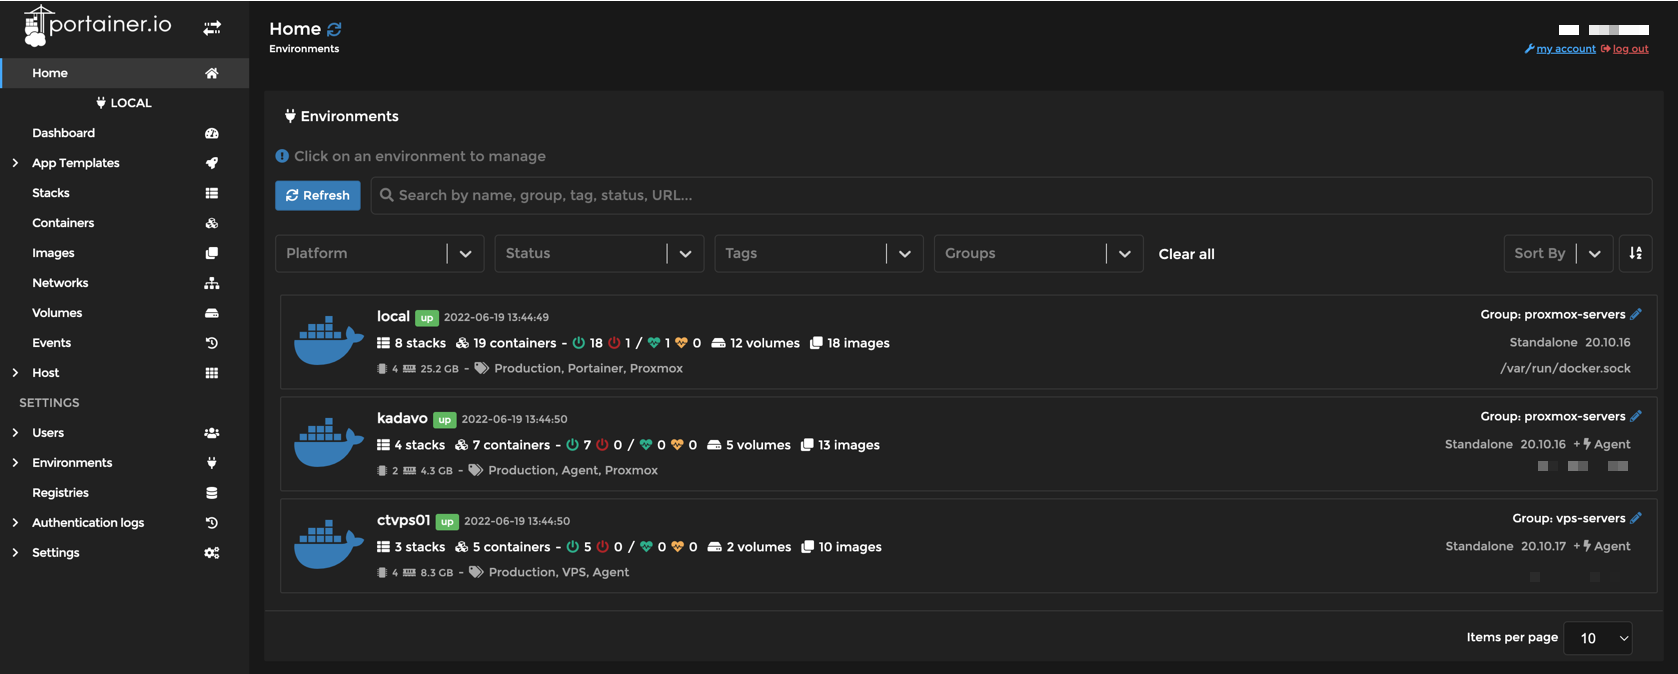 portainer.io
Home
LOCAL
Dashboard
App Templates
Stacks
Containers
Images
Networks
Volumes
Events
Host
SETTINGS
Users
Environments
Registries
Authentication logs
Settings
Home
Environments
my account log out
Environments
Click on an environment to manage
Refresh Search by name, group, tag, status, URL...
Platform Status Tags Groups Clear all Sort By
local up 2022-06-19 13:44:49 Group: proxmox-servers
8 stacks 19 containers - 18 1 / 1 0 12 volumes 18 images Standalone 20.10.16
4 25.2 GB - Production, Portainer, Proxmox /var/run/docker.sock
kadavo up 2022-06-19 13:44:50 Group: proxmox-servers
4 stacks 7 containers - 7 0 / 0 0 5 volumes 13 images Standalone 20.10.16 + Agent
2 4.3 GB - Production, Agent, Proxmox
ctvps01 up 2022-06-19 13:44:50 Group: vps-servers
3 stacks 5 containers - 5 0 / 0 0 2 volumes 10 images Standalone 20.10.17 + Agent
4 8.3 GB - Production, VPS, Agent
Items per page 10